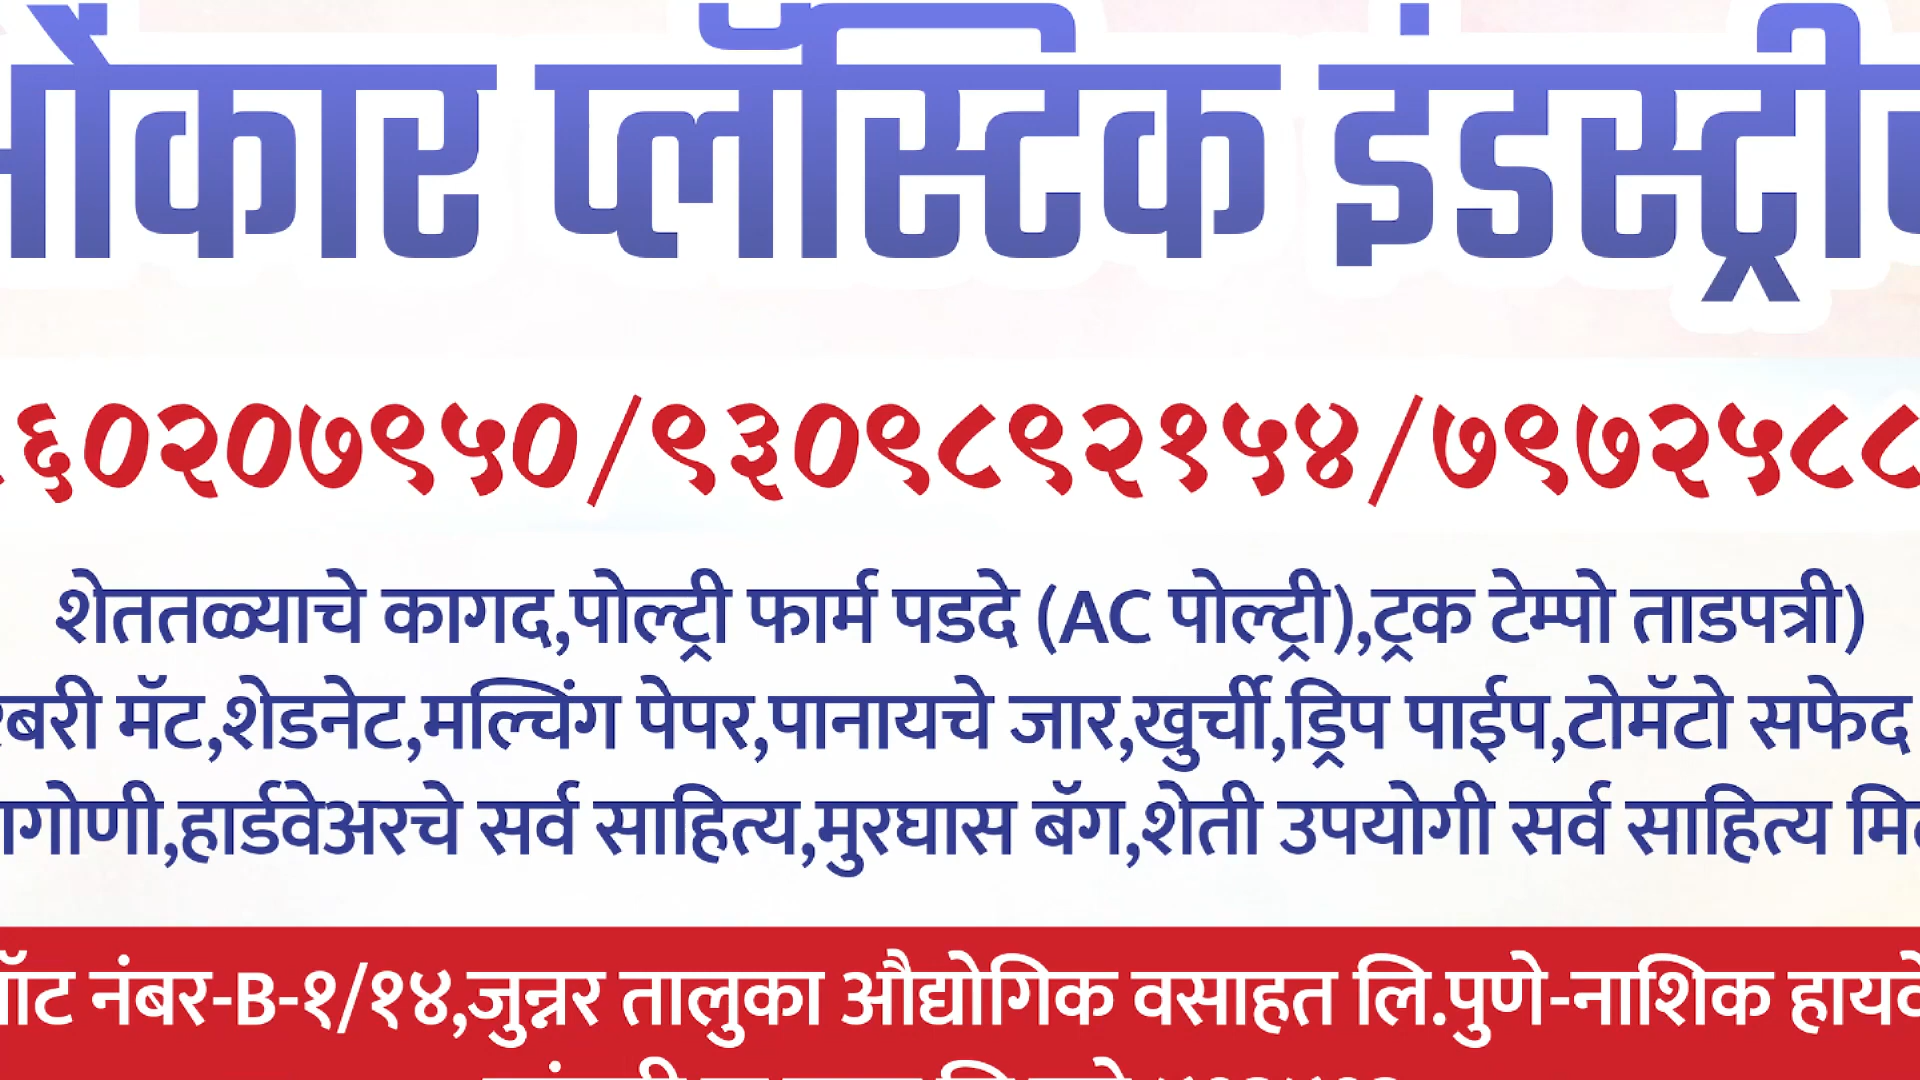 ओंकार प्लॅस्टिक इंडस्ट्रीज
६०२०७९५०/९३०९८९२१५४/७९७२५८८
शेततळ्याचे कागद,पोल्ट्री फार्म पडदे (AC पोल्ट्री),ट्रक टेम्पो ताडपत्री)
मॅट,शेडनेट,मल्चिंग पेपर,पानायचे जार,खुर्ची,ड्रिप पाईप,टोमॅटो सफेद
हार्डवेअरचे सर्व साहित्य,मुरघास बॅग,शेती उपयोगी सर्व साहित्य
नंबर-B-१/१४,जुन्नर तालुका औद्योगिक वसाहत लि.पुणे-नाशिक हायवे